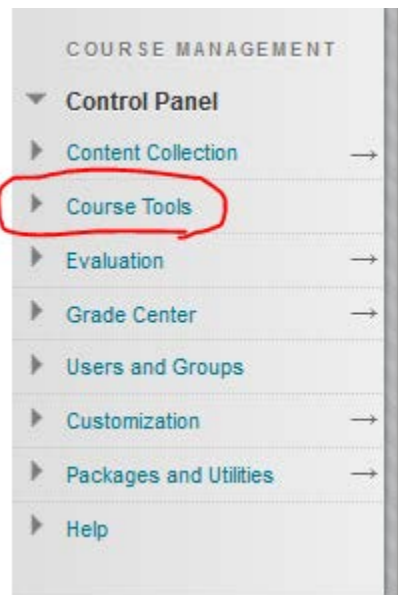 COURSE MANAGEMENT
Control Panel
Content Collection
Course Tools
Evaluation
Grade Center
Users and Groups
Customization
Packages and Utilities
Help